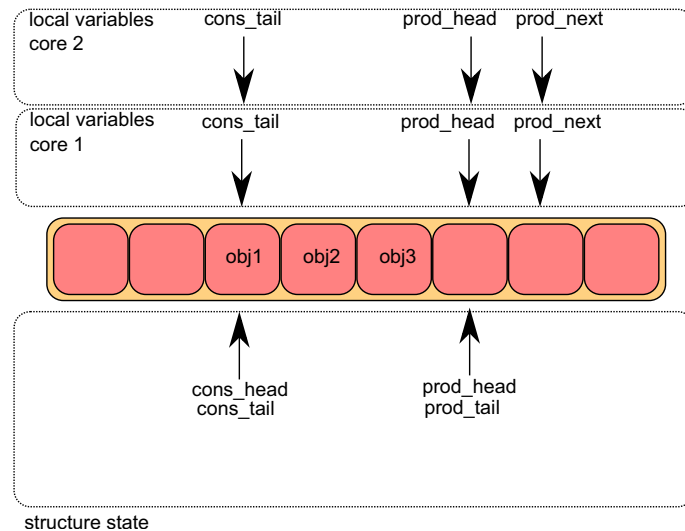 local variables
core 2
cons_tail
prod_head
prod_next
local variables
core 1
cons_tail
prod_head
prod_next
obj1
obj2
obj3
cons_head
cons_tail
prod_head
prod_tail
structure state